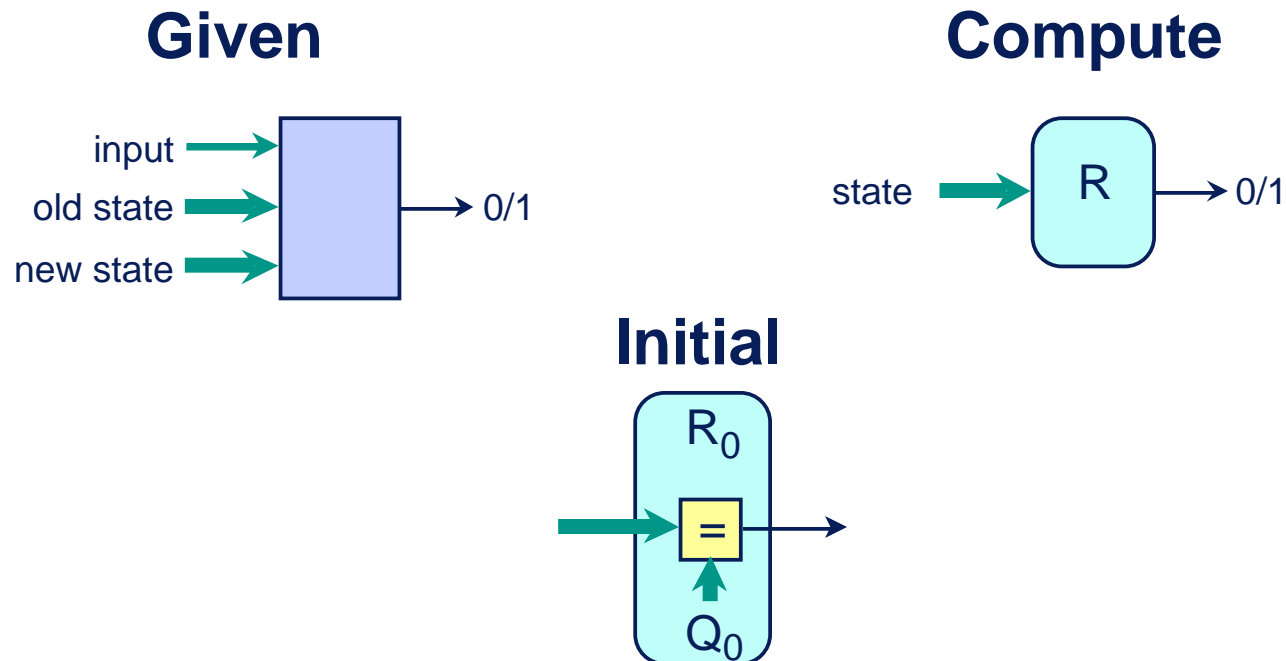 Given
Compute
input
old state
new state
0/1
state
R
0/1
Initial
R0
=
Q0